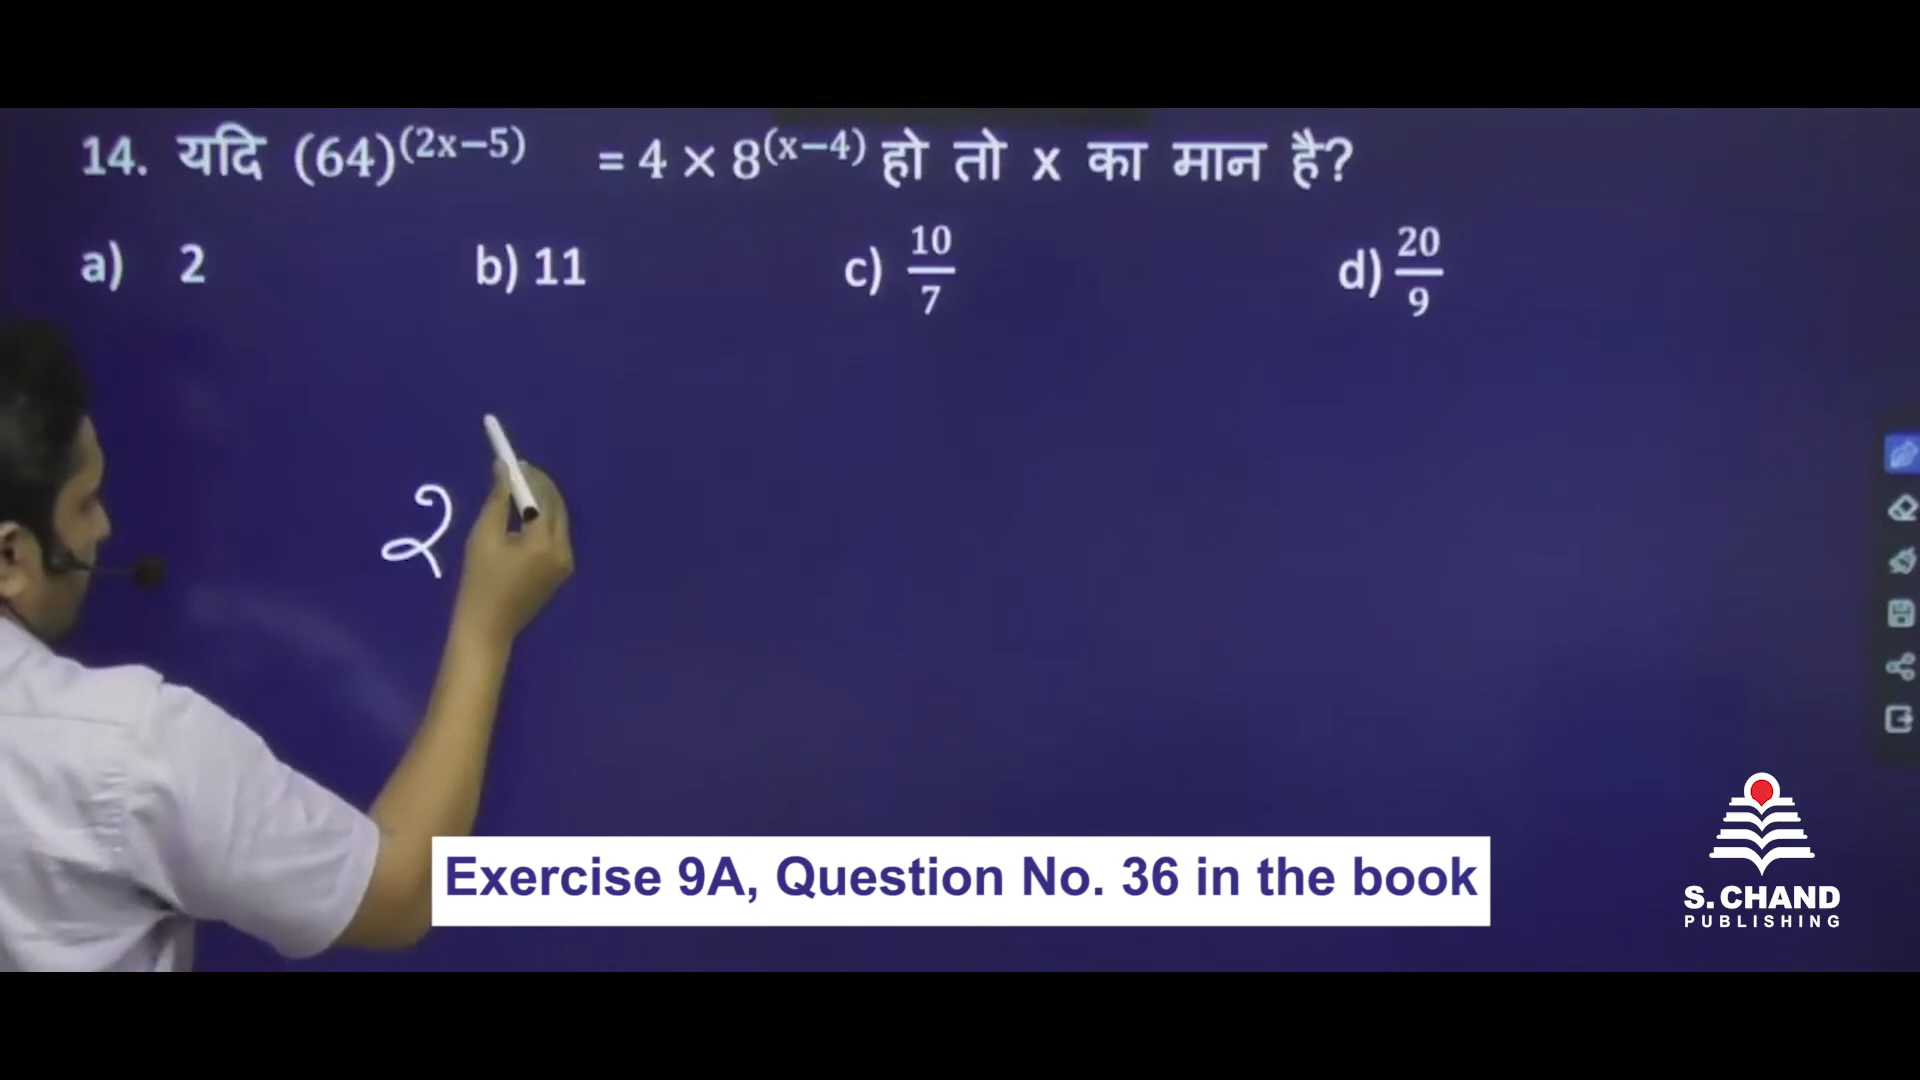 14. यदि (64)^(2x−5) = 4 × 8^(x−4) हो तो x का मान है?
a) 2 b) 11 c) 10/7 d) 20/9
२
Exercise 9A, Question No. 36 in the book
S. CHAND
PUBLISHING